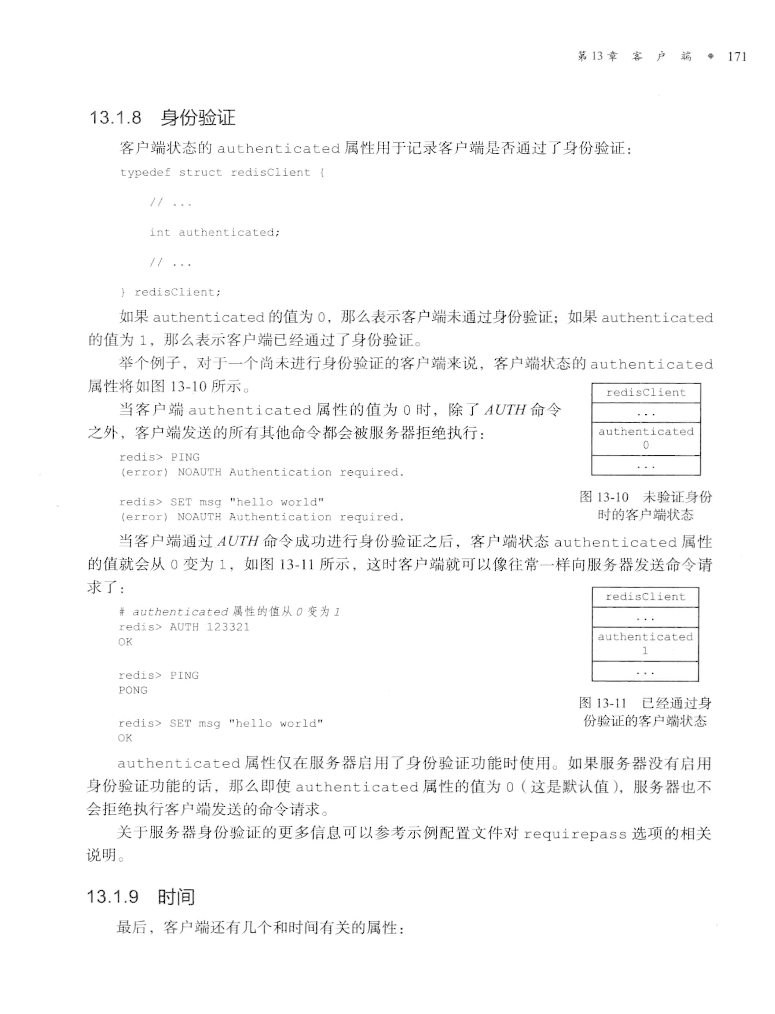 第13章 客 户 端 ◆ 171
13.1.8 身份验证
客户端状态的 authenticated 属性用于记录客户端是否通过了身份验证：
typedef struct redisClient {
// ...
int authenticated;
// ...
} redisClient;
如果 authenticated 的值为 0，那么表示客户端未通过身份验证；如果 authenticated
的值为 1，那么表示客户端已经通过了身份验证。
举个例子，对于一个尚未进行身份验证的客户端来说，客户端状态的 authenticated
属性将如图 13-10 所示。
当客户端 authenticated 属性的值为 0 时，除了 AUTH 命令
之外，客户端发送的所有其他命令都会被服务器拒绝执行：
redis> PING
(error) NOAUTH Authentication required.
redis> SET msg "hello world"
(error) NOAUTH Authentication required.
redisClient
...
authenticated
0
...
图 13-10 未验证身份
时的客户端状态
当客户端通过 AUTH 命令成功进行身份验证之后，客户端状态 authenticated 属性
的值就会从 0 变为 1，如图 13-11 所示，这时客户端就可以像往常一样向服务器发送命令请
求了：
# authenticated 属性的值从 0 变为 1
redis> AUTH 123321
OK
redis> PING
PONG
redis> SET msg "hello world"
OK
redisClient
...
authenticated
1
...
图 13-11 已经通过身
份验证的客户端状态
authenticated 属性仅在服务器启用了身份验证功能时使用。如果服务器没有启用
身份验证功能的话，那么即使 authenticated 属性的值为 0（这是默认值），服务器也不
会拒绝执行客户端发送的命令请求。
关于服务器身份验证的更多信息可以参考示例配置文件对 requirepass 选项的相关
说明。
13.1.9 时间
最后，客户端还有几个和时间有关的属性：